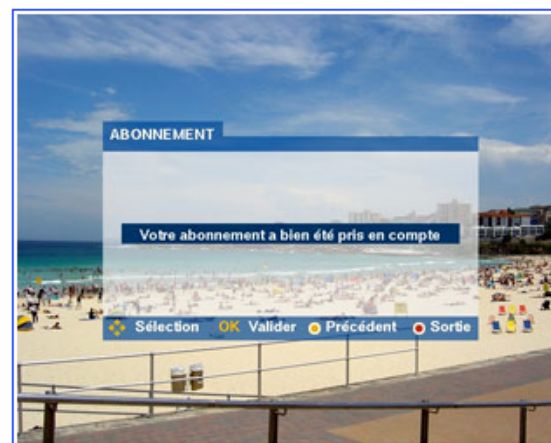 ABONNEMENT
Votre abonnement a bien été pris en compte
Sélection OK Valider Précédent Sortie